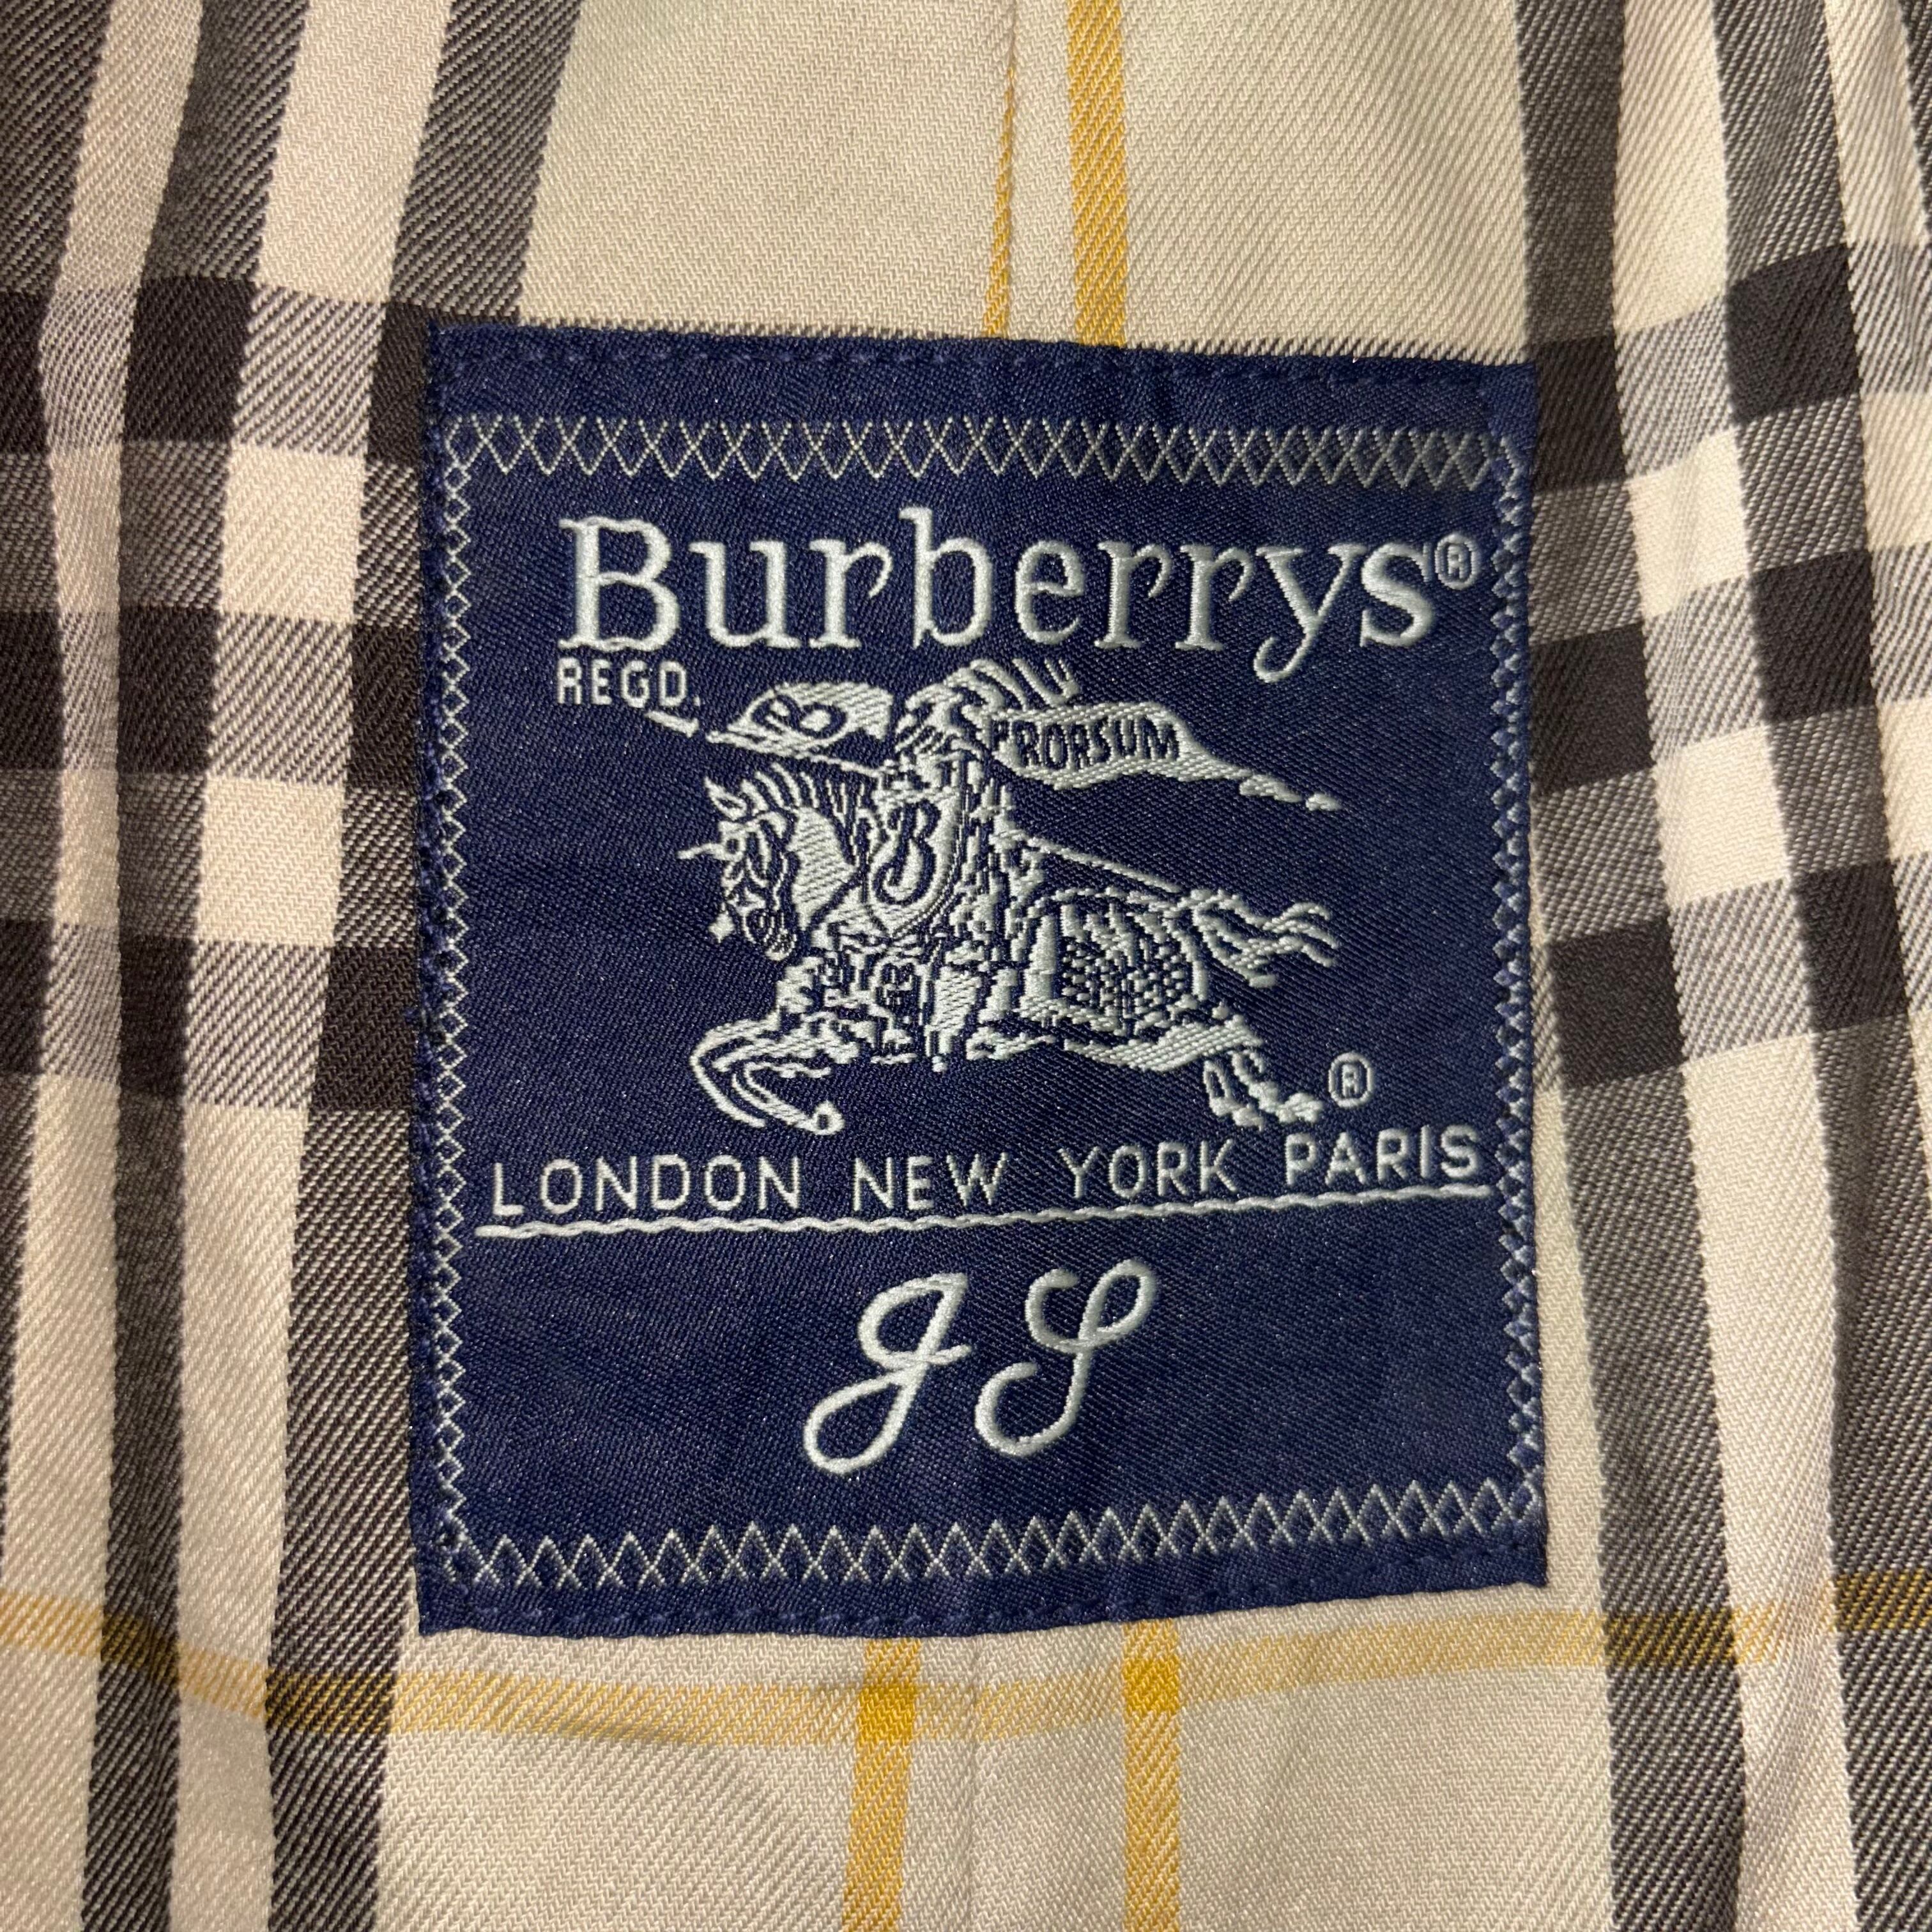 Burberrys®
REGD.
PRORSUM
B
®
LONDON NEW YORK PARIS
JS